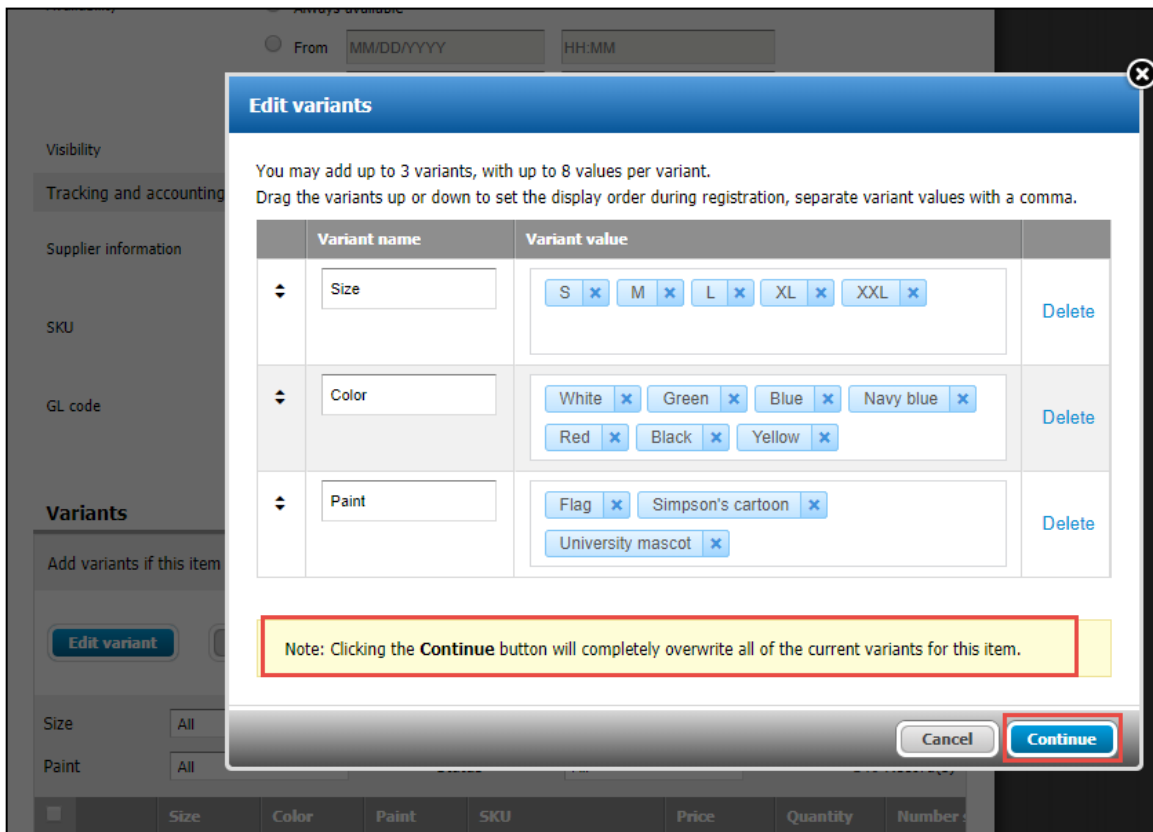 From MM/DD/YYYY HH:MM
Edit variants
Visibility
You may add up to 3 variants, with up to 8 values per variant.
Tracking and accounting
Drag the variants up or down to set the display order during registration, separate variant values with a comma.
Supplier information
Variant name Variant value
Size S M L XL XXL Delete
SKU
Color White Green Blue Navy blue
Red Black Yellow Delete
GL code
Paint Flag Simpson's cartoon
University mascot Delete
Variants
Add variants if this item
Edit variant
Note: Clicking the Continue button will completely overwrite all of the current variants for this item.
Size All
Cancel Continue
Paint All
Size Color Paint SKU Price Quantity Number